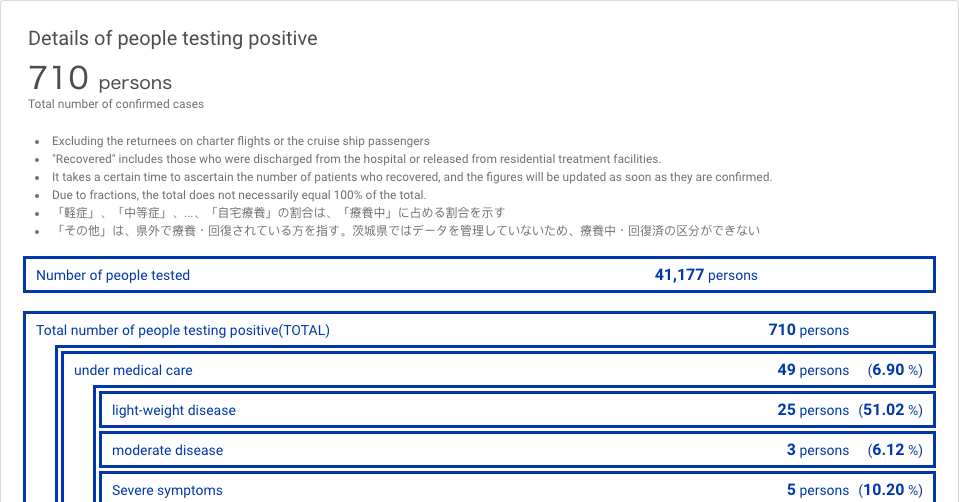 Details of people testing positive
710 persons
Total number of confirmed cases
• Excluding the returnees on charter flights or the cruise ship passengers
• "Recovered" includes those who were discharged from the hospital or released from residential treatment facilities.
• It takes a certain time to ascertain the number of patients who recovered, and the figures will be updated as soon as they are confirmed.
• Due to fractions, the total does not necessarily equal 100% of the total.
• 「軽症」、「中等症」、...、「自宅療養」の割合は、「療養中」に占める割合を示す
• 「その他」は、県外で療養・回復されている方を指す。茨城県ではデータを管理していないため、療養中・回復済の区分ができない
Number of people tested 41,177 persons
Total number of people testing positive(TOTAL) 710 persons
under medical care 49 persons (6.90 %)
light-weight disease 25 persons (51.02 %)
moderate disease 3 persons (6.12 %)
Severe symptoms 5 persons (10.20 %)